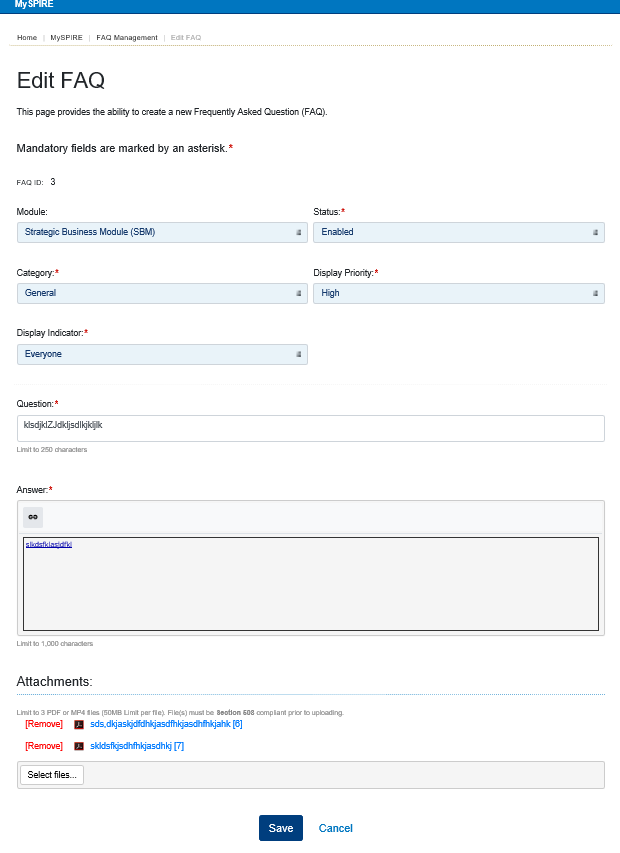 MySPIRE
Home | MySPIRE | FAQ Management | Edit FAQ
Edit FAQ
This page provides the ability to create a new Frequently Asked Question (FAQ).
Mandatory fields are marked by an asterisk.*
FAQ ID: 3
Module: Status:*
Strategic Business Module (SBM) Enabled
Category:* Display Priority:*
General High
Display Indicator:*
Everyone
Question:*
klsdjklZJdkljsdlkjkljlk
Limit to 250 characters
Answer:*
slkdsfklasjdfkl
Limit to 1,000 characters
Attachments:
Limit to 3 PDF or MP4 files (50MB Limit per file). File(s) must be Section 508 compliant prior to uploading.
[Remove] sds,dkjaskjdfdhkjasdfhkjasdhfhkjahk [6]
[Remove] skldsfkjsdhfhkjasdhkj [7]
Select files...
Save Cancel